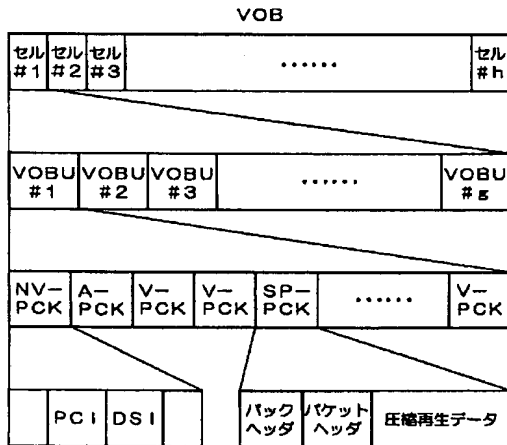 VOB
セル #1 セル #2 セル #3 ・・・・・・ セル #h
VOBU #1 VOBU #2 VOBU #3 ・・・・・・ VOBU #g
NV-PCK A-PCK V-PCK V-PCK SP-PCK ・・・・・・ V-PCK
PCI DSI パックヘッダ パケットヘッダ 圧縮再生データ